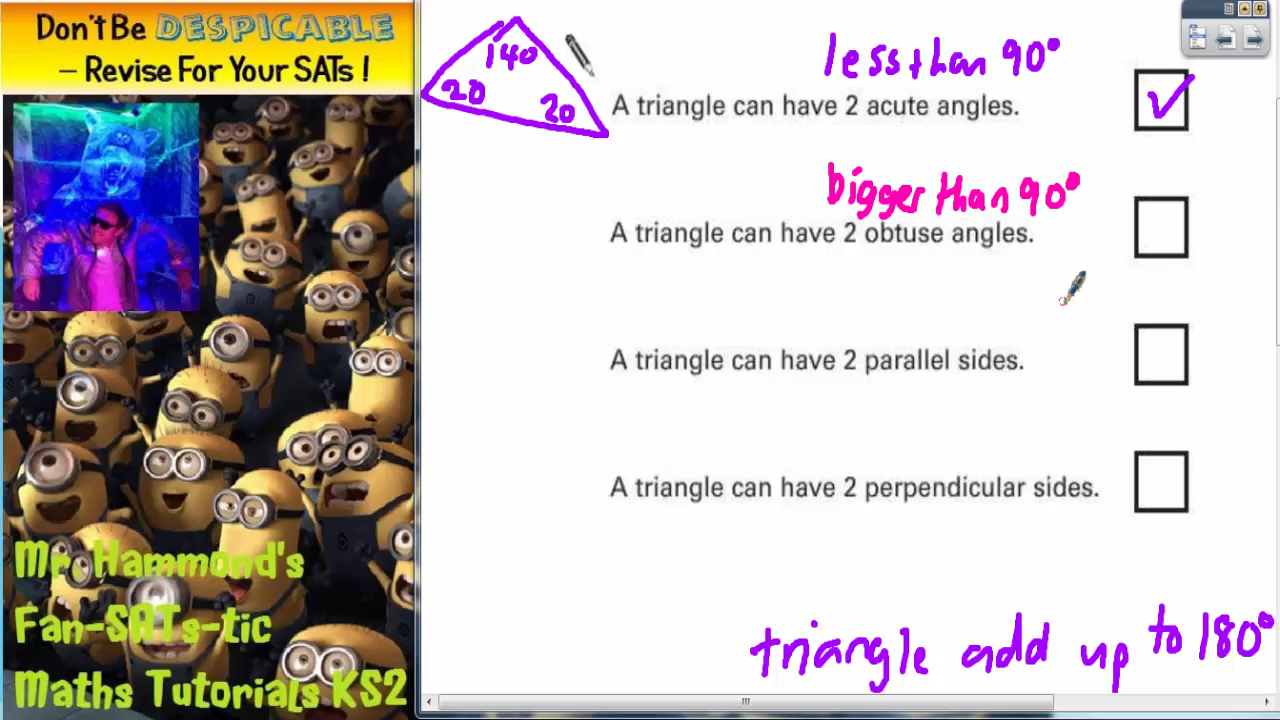 Don't Be DESPICABLE
– Revise For Your SATs !
Mr. Hammond's
Fan-SATs-tic
Maths Tutorials KS2
140
20
20
less than 90°
A triangle can have 2 acute angles.
bigger than 90°
A triangle can have 2 obtuse angles.
A triangle can have 2 parallel sides.
A triangle can have 2 perpendicular sides.
triangle add up to 180°